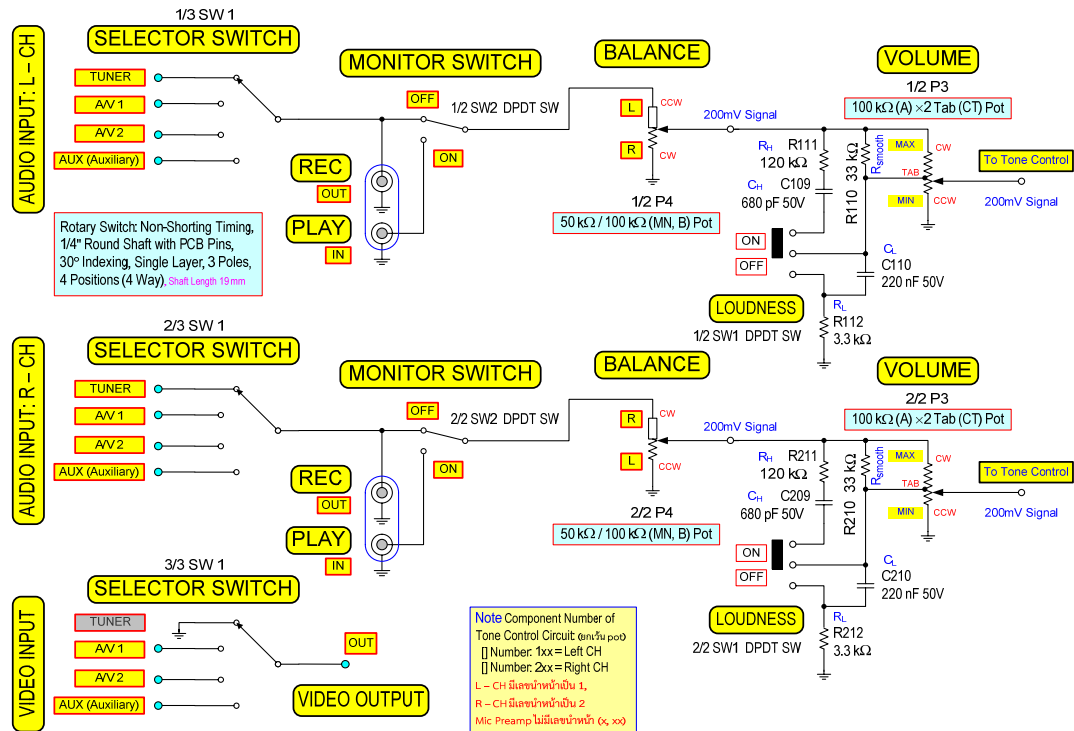 1/3 SW 1
SELECTOR SWITCH
AUDIO INPUT: L – CH
TUNER
A/V 1
A/V 2
AUX (Auxiliary)
MONITOR SWITCH
OFF
1/2 SW2 DPDT SW
ON
REC
OUT
PLAY
IN
BALANCE
L
CCW
R
CW
200mV Signal
1/2 P4
50 kΩ / 100 kΩ (MN, B) Pot
VOLUME
1/2 P3
100 kΩ (A) ×2 Tab (CT) Pot
RH R111
120 kΩ
CH C109
680 pF 50V
R110 33 kΩ
Rsmooth
MAX
CW
TAB
MIN
CCW
To Tone Control
200mV Signal
ON
OFF
LOUDNESS
1/2 SW1 DPDT SW
CL
C110
220 nF 50V
RL
R112
3.3 kΩ
Rotary Switch: Non-Shorting Timing,
1/4" Round Shaft with PCB Pins,
30º Indexing, Single Layer, 3 Poles,
4 Positions (4 Way), Shaft Length 19 mm
2/3 SW 1
SELECTOR SWITCH
AUDIO INPUT: R – CH
TUNER
A/V 1
A/V 2
AUX (Auxiliary)
MONITOR SWITCH
OFF
2/2 SW2 DPDT SW
ON
REC
OUT
PLAY
IN
BALANCE
R
CW
L
CCW
200mV Signal
2/2 P4
50 kΩ / 100 kΩ (MN, B) Pot
VOLUME
2/2 P3
100 kΩ (A) ×2 Tab (CT) Pot
RH R211
120 kΩ
CH C209
680 pF 50V
R210 33 kΩ
Rsmooth
MAX
CW
TAB
MIN
CCW
To Tone Control
200mV Signal
ON
OFF
LOUDNESS
2/2 SW1 DPDT SW
CL
C210
220 nF 50V
RL
R212
3.3 kΩ
3/3 SW 1
SELECTOR SWITCH
VIDEO INPUT
TUNER
A/V 1
A/V 2
AUX (Auxiliary)
OUT
VIDEO OUTPUT
Note Component Number of
Tone Control Circuit: (ยกเว้น pot)
[] Number: 1xx = Left CH
[] Number: 2xx = Right CH
L – CH มีเลขนำหน้าเป็น 1,
R – CH มีเลขนำหน้าเป็น 2
Mic Preamp ไม่มีเลขนำหน้า (x, xx)